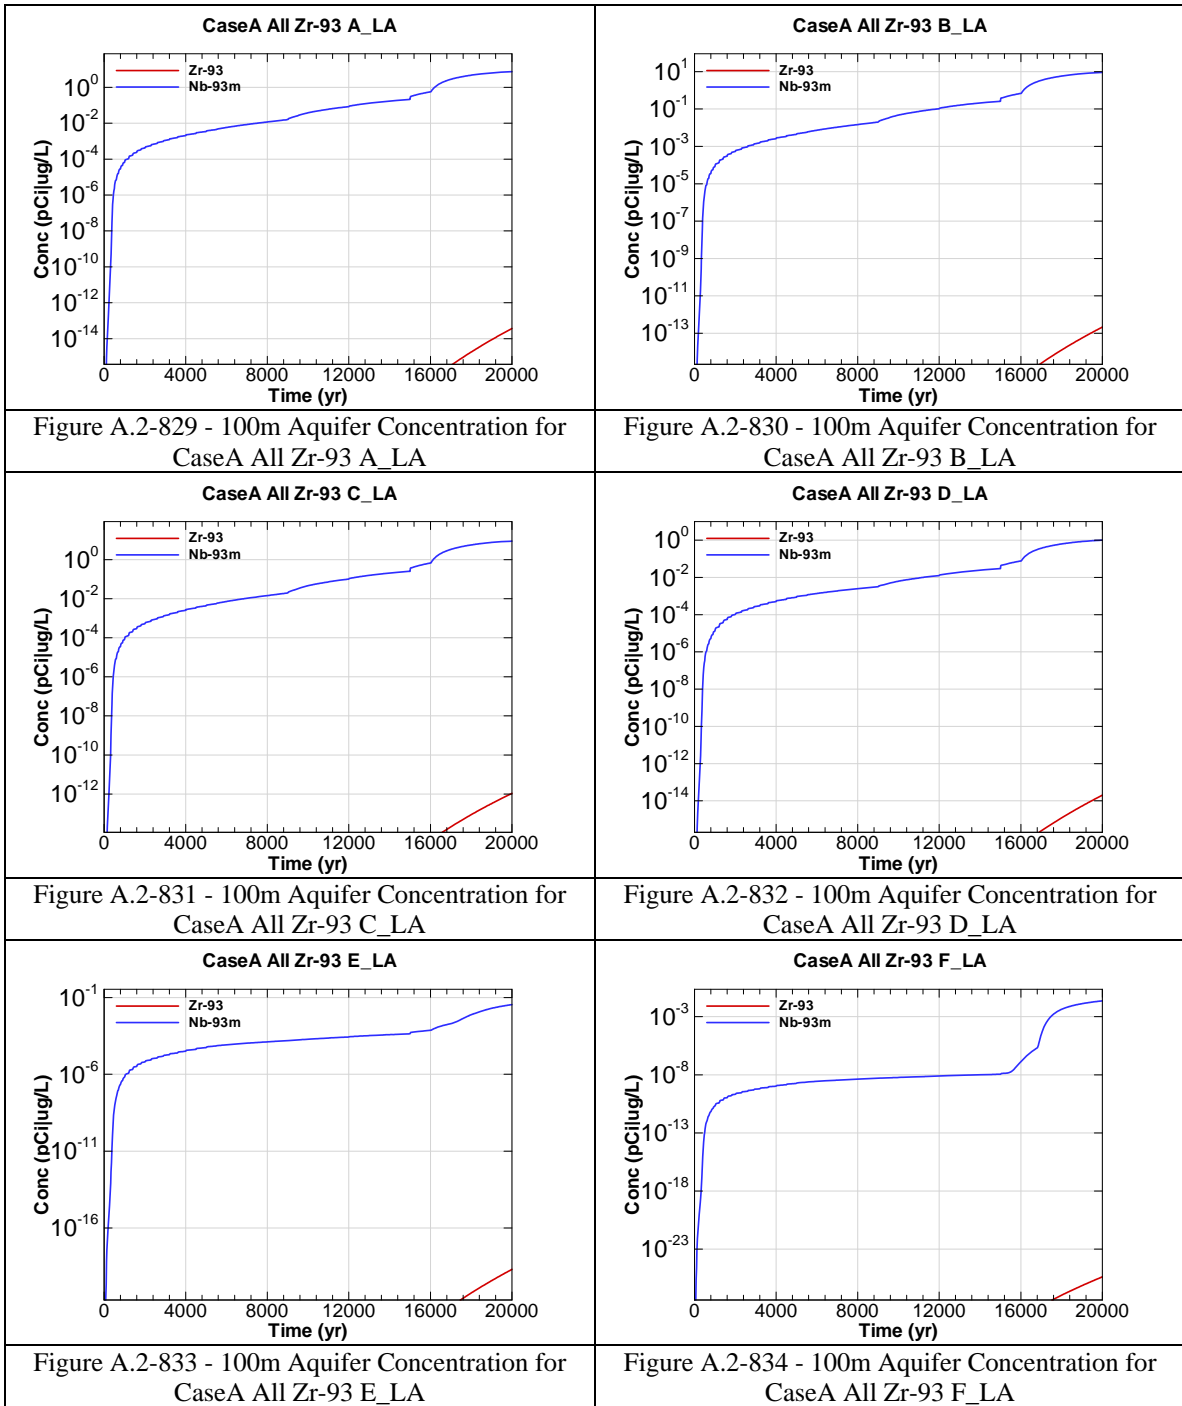 CaseA All Zr-93 A_LA
Zr-93
Nb-93m
10^0
10^-2
10^-4
10^-6
10^-8
10^-10
10^-12
10^-14
Conc (pCi|ug/L)
0 4000 8000 12000 16000 20000
Time (yr)
Figure A.2-829 - 100m Aquifer Concentration for
CaseA All Zr-93 A_LA
CaseA All Zr-93 B_LA
Zr-93
Nb-93m
10^1
10^-1
10^-3
10^-5
10^-7
10^-9
10^-11
10^-13
Conc (pCi|ug/L)
0 4000 8000 12000 16000 20000
Time (yr)
Figure A.2-830 - 100m Aquifer Concentration for
CaseA All Zr-93 B_LA
CaseA All Zr-93 C_LA
Zr-93
Nb-93m
10^0
10^-2
10^-4
10^-6
10^-8
10^-10
10^-12
Conc (pCi|ug/L)
0 4000 8000 12000 16000 20000
Time (yr)
Figure A.2-831 - 100m Aquifer Concentration for
CaseA All Zr-93 C_LA
CaseA All Zr-93 D_LA
Zr-93
Nb-93m
10^0
10^-2
10^-4
10^-6
10^-8
10^-10
10^-12
10^-14
Conc (pCi|ug/L)
0 4000 8000 12000 16000 20000
Time (yr)
Figure A.2-832 - 100m Aquifer Concentration for
CaseA All Zr-93 D_LA
CaseA All Zr-93 E_LA
Zr-93
Nb-93m
10^-1
10^-6
10^-11
10^-16
Conc (pCi|ug/L)
0 4000 8000 12000 16000 20000
Time (yr)
Figure A.2-833 - 100m Aquifer Concentration for
CaseA All Zr-93 E_LA
CaseA All Zr-93 F_LA
Zr-93
Nb-93m
10^-3
10^-8
10^-13
10^-18
10^-23
Conc (pCi|ug/L)
0 4000 8000 12000 16000 20000
Time (yr)
Figure A.2-834 - 100m Aquifer Concentration for
CaseA All Zr-93 F_LA